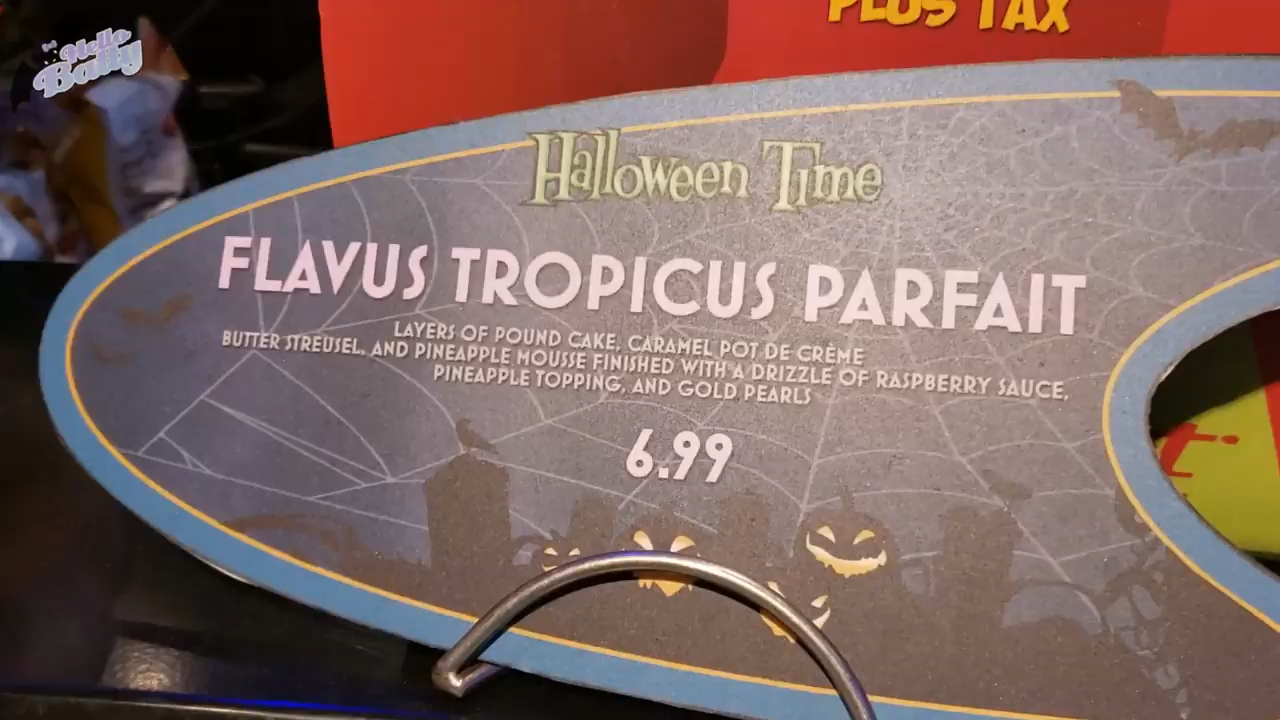 Hello
Batty
PLUS TAX
Halloween Time
FLAVUS TROPICUS PARFAIT
LAYERS OF POUND CAKE, CARAMEL POT DE CRÈME
BUTTER STREUSEL, AND PINEAPPLE MOUSSE FINISHED WITH A DRIZZLE OF RASPBERRY SAUCE,
PINEAPPLE TOPPING, AND GOLD PEARLS
6.99